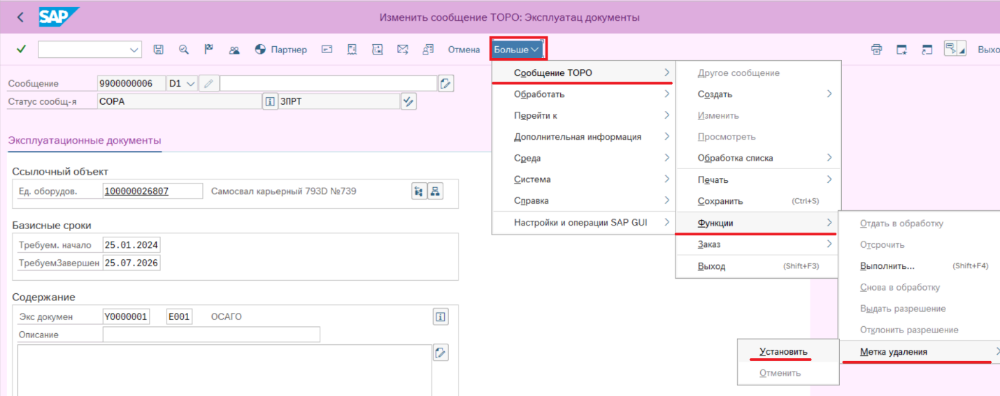 SAP
Изменить сообщение ТОРО: Эксплуатац документы
Партнер Отмена Больше Выхо
Сообщение 9900000006 D1
Статус сообщ-я СОРА ЗПРТ
Эксплуатационные документы
Ссылочный объект
Ед. оборудов. 100000026807 Самосвал карьерный 793D №739
Базисные сроки
Требуем. начало 25.01.2024
ТребуемЗавершен 25.07.2026
Содержание
Экс докумен Y0000001 E001 ОСАГО
Описание
Сообщение ТОРО
Обработать
Перейти к
Дополнительная информация
Среда
Система
Справка
Настройки и операции SAP GUI
Другое сообщение
Создать
Изменить
Просмотреть
Обработка списка
Печать
Сохранить (Ctrl+S)
Функции
Заказ
Выход (Shift+F3)
Отдать в обработку
Отсрочить
Выполнить... (Shift+F4)
Снова в обработку
Выдать разрешение
Отклонить разрешение
Метка удаления
Установить
Отменить